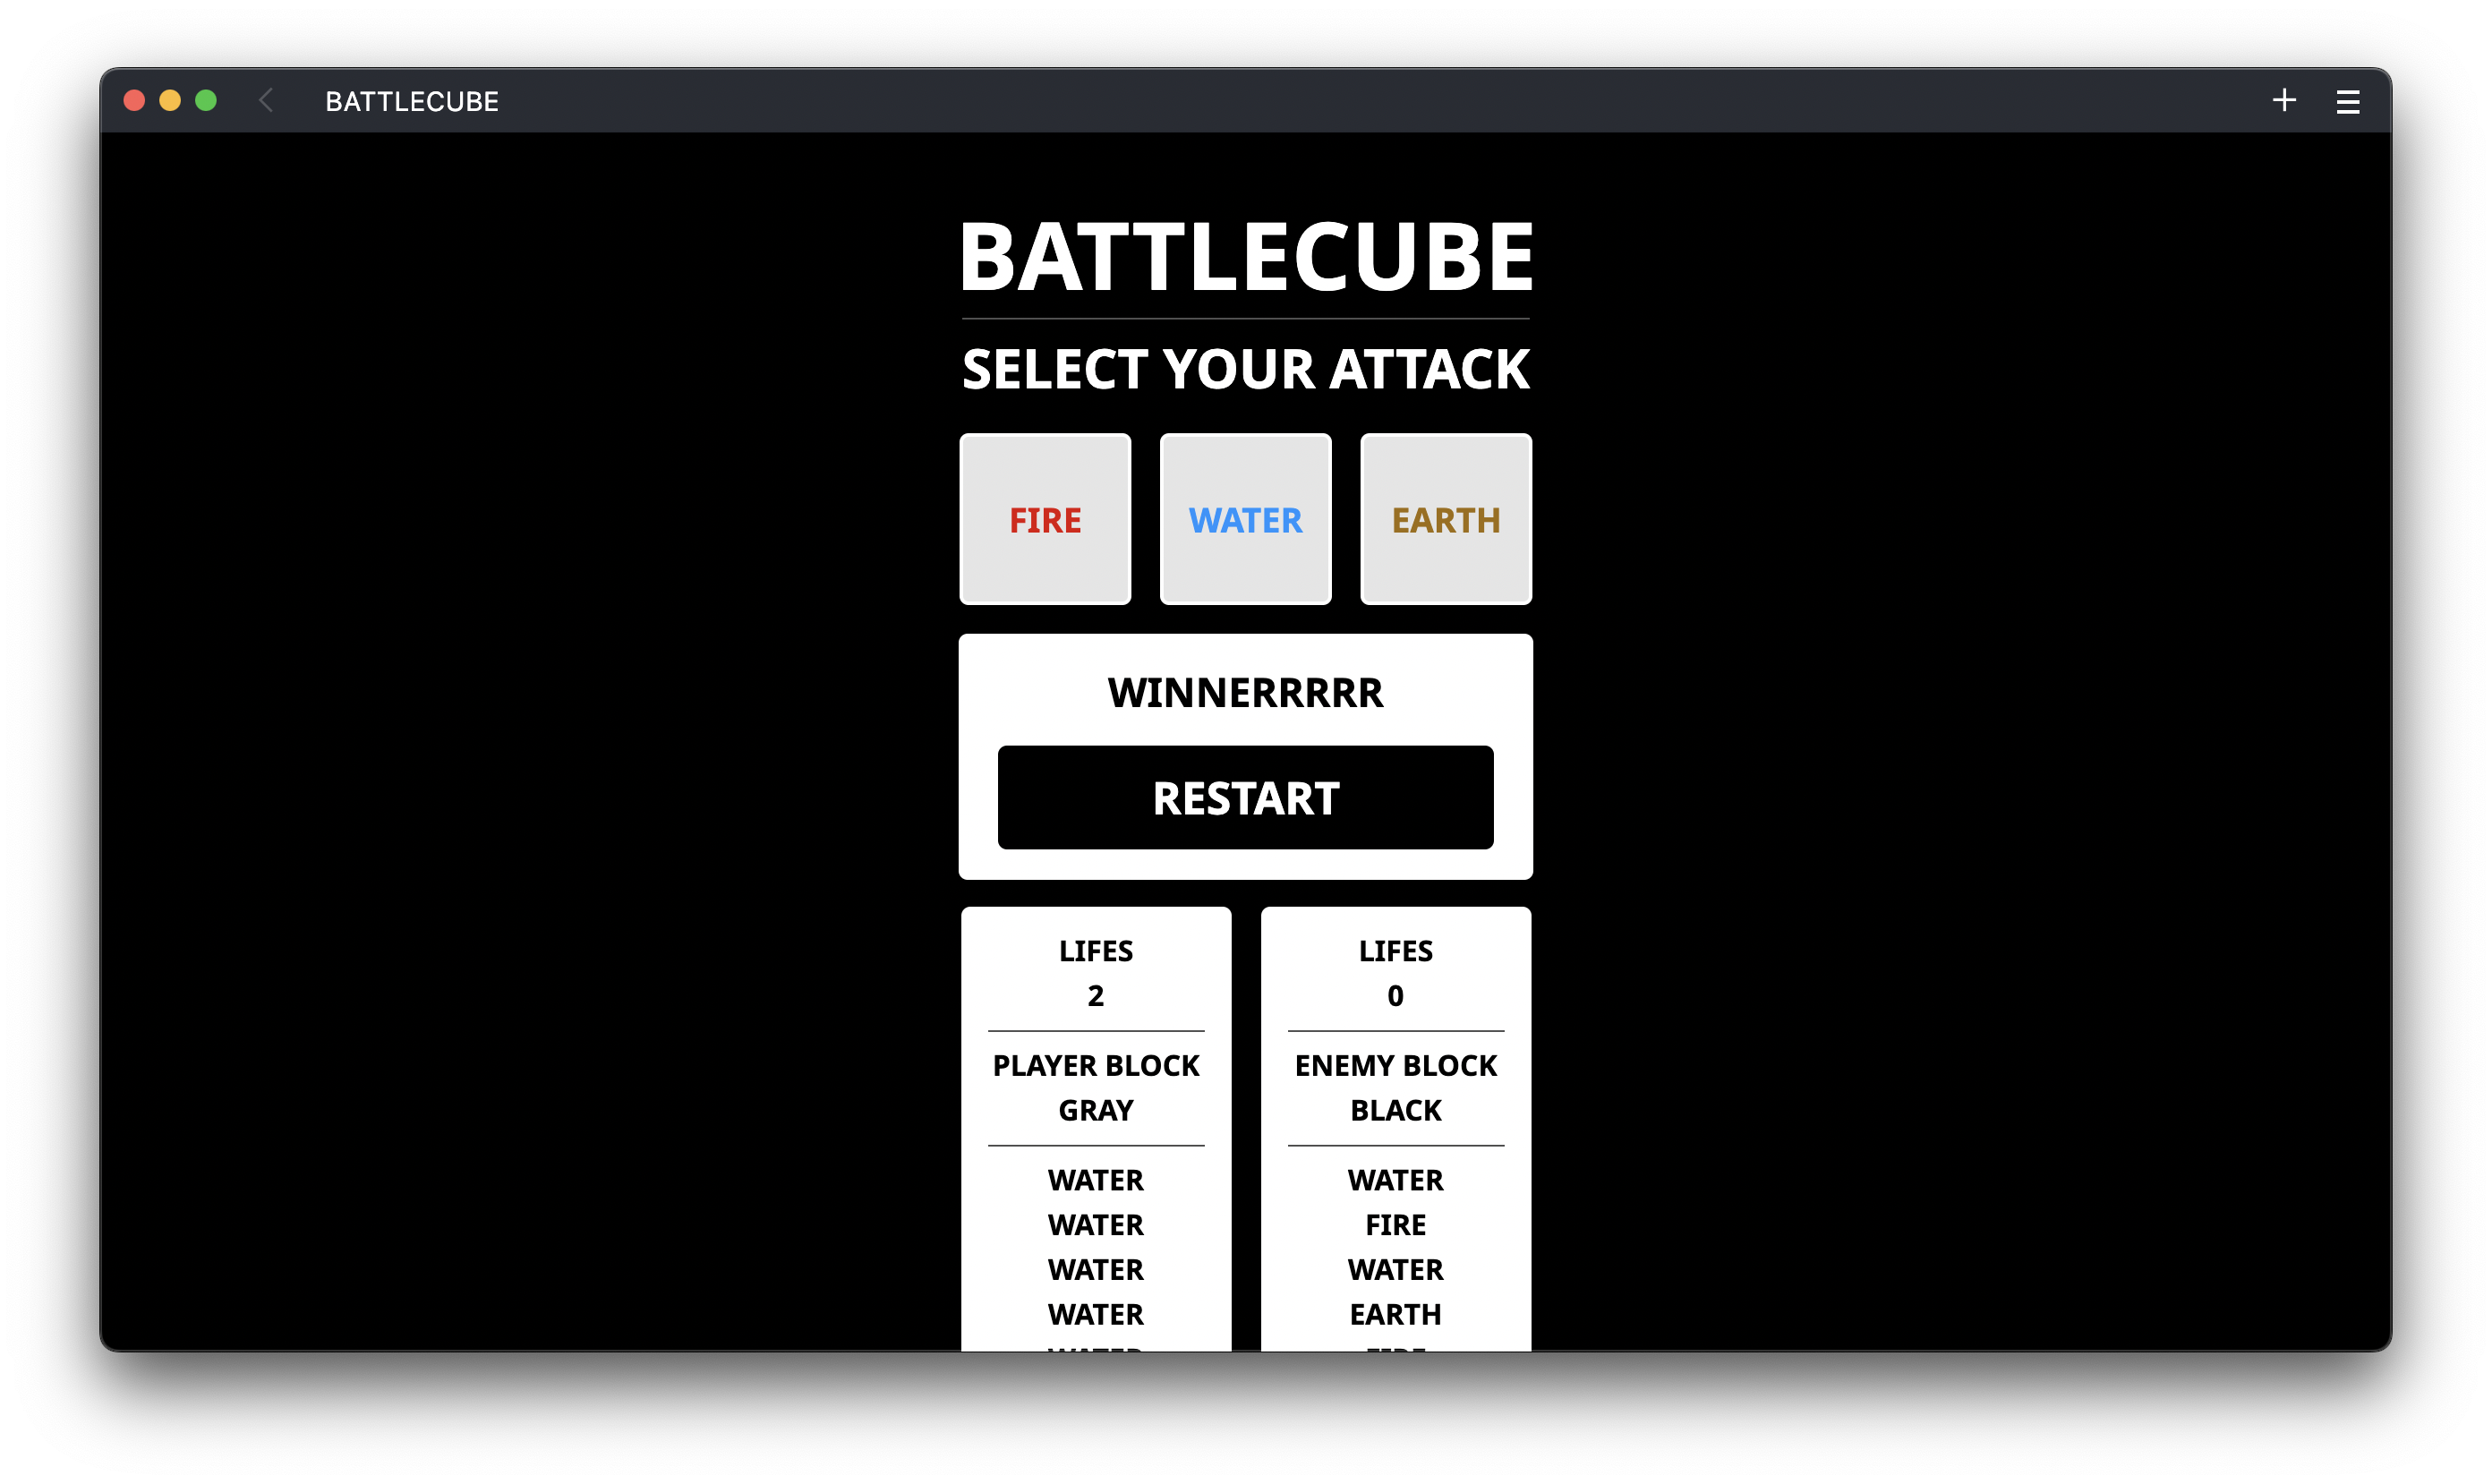 BATTLECUBE
BATTLECUBE
SELECT YOUR ATTACK
FIRE WATER EARTH
WINNERRRRR
RESTART
LIFES
2
PLAYER BLOCK
GRAY
WATER
WATER
WATER
WATER
LIFES
0
ENEMY BLOCK
BLACK
WATER
FIRE
WATER
EARTH